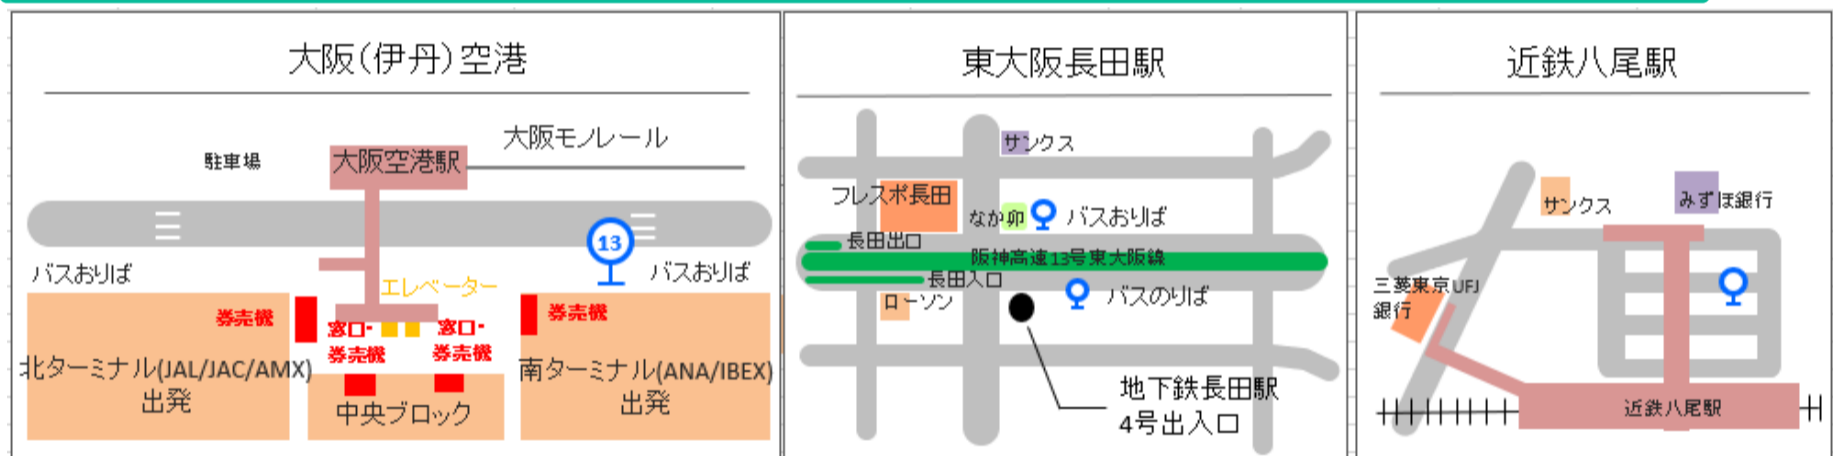 大阪(伊丹)空港
大阪モノレール
駐車場
大阪空港駅
13
バスおりば
バスおりば
エレベーター
券売機
窓口・
券売機
窓口・
券売機
券売機
北ターミナル(JAL/JAC/AMX)
出発
中央ブロック
南ターミナル(ANA/IBEX)
出発
東大阪長田駅
サンクス
フレスポ長田
なか卯
バスおりば
長田出口
阪神高速13号東大阪線
長田入口
ローソン
バスのりば
地下鉄長田駅
4号出入口
近鉄八尾駅
サンクス
みずほ銀行
三菱東京UFJ
銀行
近鉄八尾駅